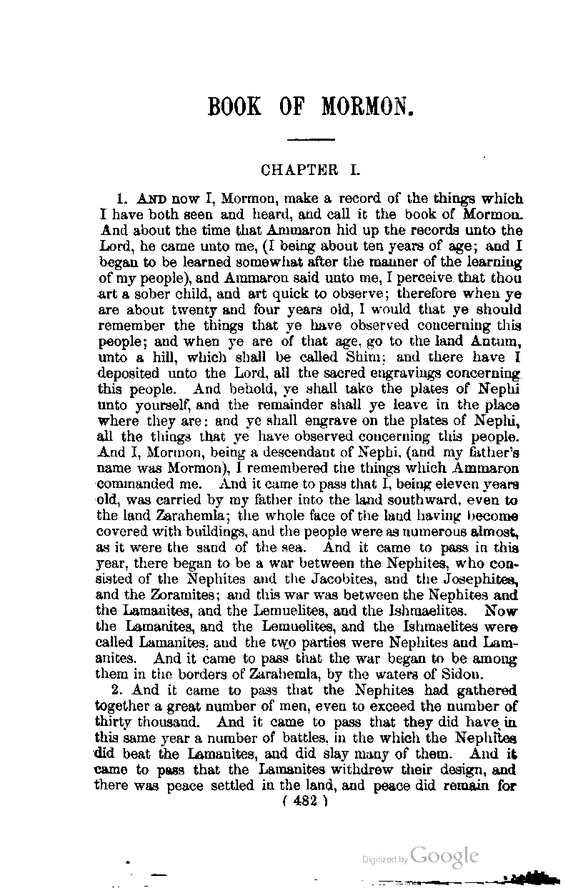 BOOK OF MORMON.
CHAPTER I.
1. AND now I, Mormon, make a record of the things which
I have both seen and heard, and call it the book of Mormon.
And about the time that Ammaron hid up the records unto the
Lord, he came unto me, (I being about ten years of age; and I
began to be learned somewhat after the manner of the learning
of my people), and Ammaron said unto me, I perceive that thou
art a sober child, and art quick to observe; therefore when ye
are about twenty and four years old, I would that ye should
remember the things that ye have observed concerning this
people; and when ye are of that age, go to the land Antum,
unto a hill, which shall be called Shim; and there have I
deposited unto the Lord, all the sacred engravings concerning
this people. And behold, ye shall take the plates of Nephi
unto yourself, and the remainder shall ye leave in the place
where they are: and ye shall engrave on the plates of Nephi,
all the things that ye have observed concerning this people.
And I, Mormon, being a descendant of Nephi, (and my father's
name was Mormon), I remembered the things which Ammaron
commanded me. And it came to pass that I, being eleven years
old, was carried by my father into the land southward, even to
the land Zarahemla; the whole face of the land having become
covered with buildings, and the people were as numerous almost,
as it were the sand of the sea. And it came to pass in this
year, there began to be a war between the Nephites, who con-
sisted of the Nephites and the Jacobites, and the Josephites,
and the Zoramites; and this war was between the Nephites and
the Lamanites, and the Lemuelites, and the Ishmaelites. Now
the Lamanites, and the Lemuelites, and the Ishmaelites were
called Lamanites, and the two parties were Nephites and Lam-
anites. And it came to pass that the war began to be among
them in the borders of Zarahemla, by the waters of Sidon.
2. And it came to pass that the Nephites had gathered
together a great number of men, even to exceed the number of
thirty thousand. And it came to pass that they did have in
this same year a number of battles, in the which the Nephites
did beat the Lamanites, and did slay many of them. And it
came to pass that the Lamanites withdrew their design, and
there was peace settled in the land, and peace did remain for
(482)
Digitized by Google